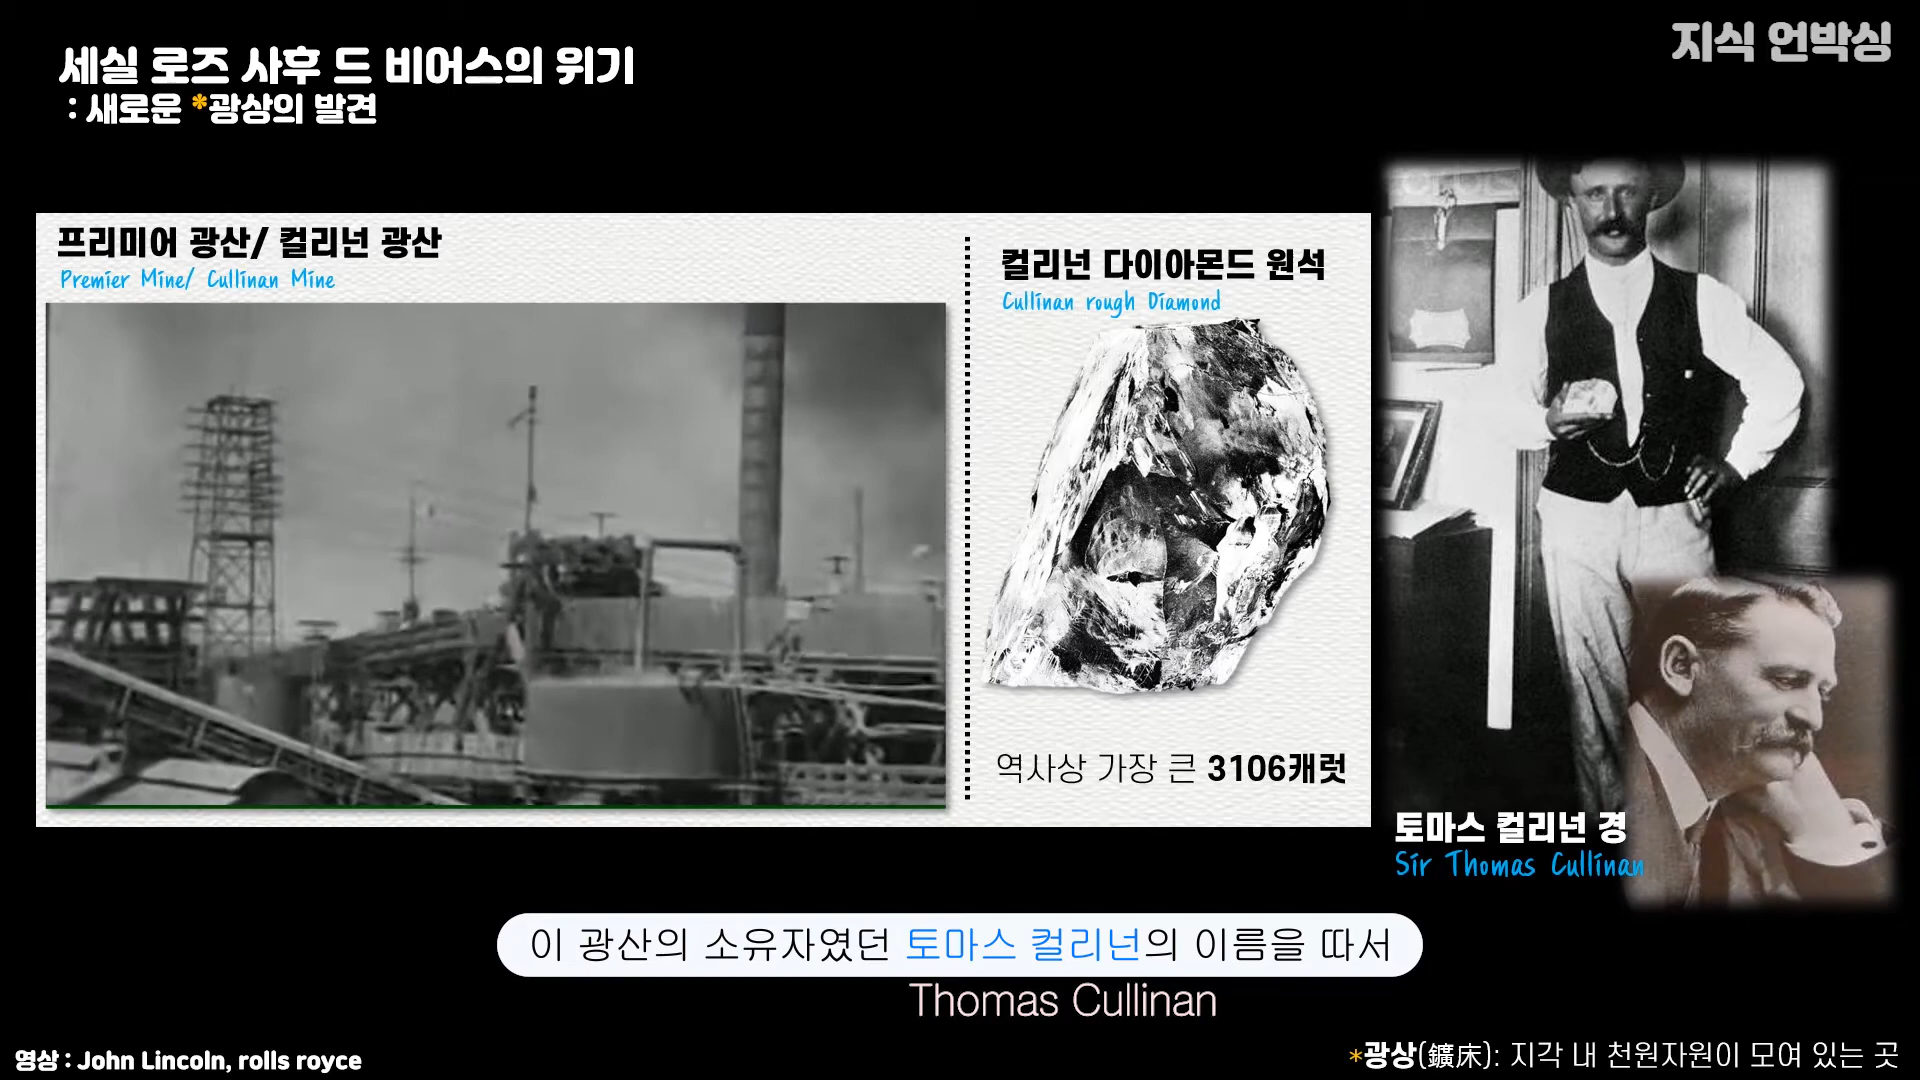 지식 언박싱
세실 로즈 사후 드 비어스의 위기
: 새로운 *광상의 발견
프리미어 광산/ 컬리넌 광산
Premier Mine/ Cullinan Mine
컬리넌 다이아몬드 원석
Cullinan rough Diamond
역사상 가장 큰 3106캐럿
토마스 컬리넌 경
Sir Thomas Cullinan
이 광산의 소유자였던 토마스 컬리넌의 이름을 따서
Thomas Cullinan
영상 : John Lincoln, rolls royce
*광상(鑛床): 지각 내 천원자원이 모여 있는 곳